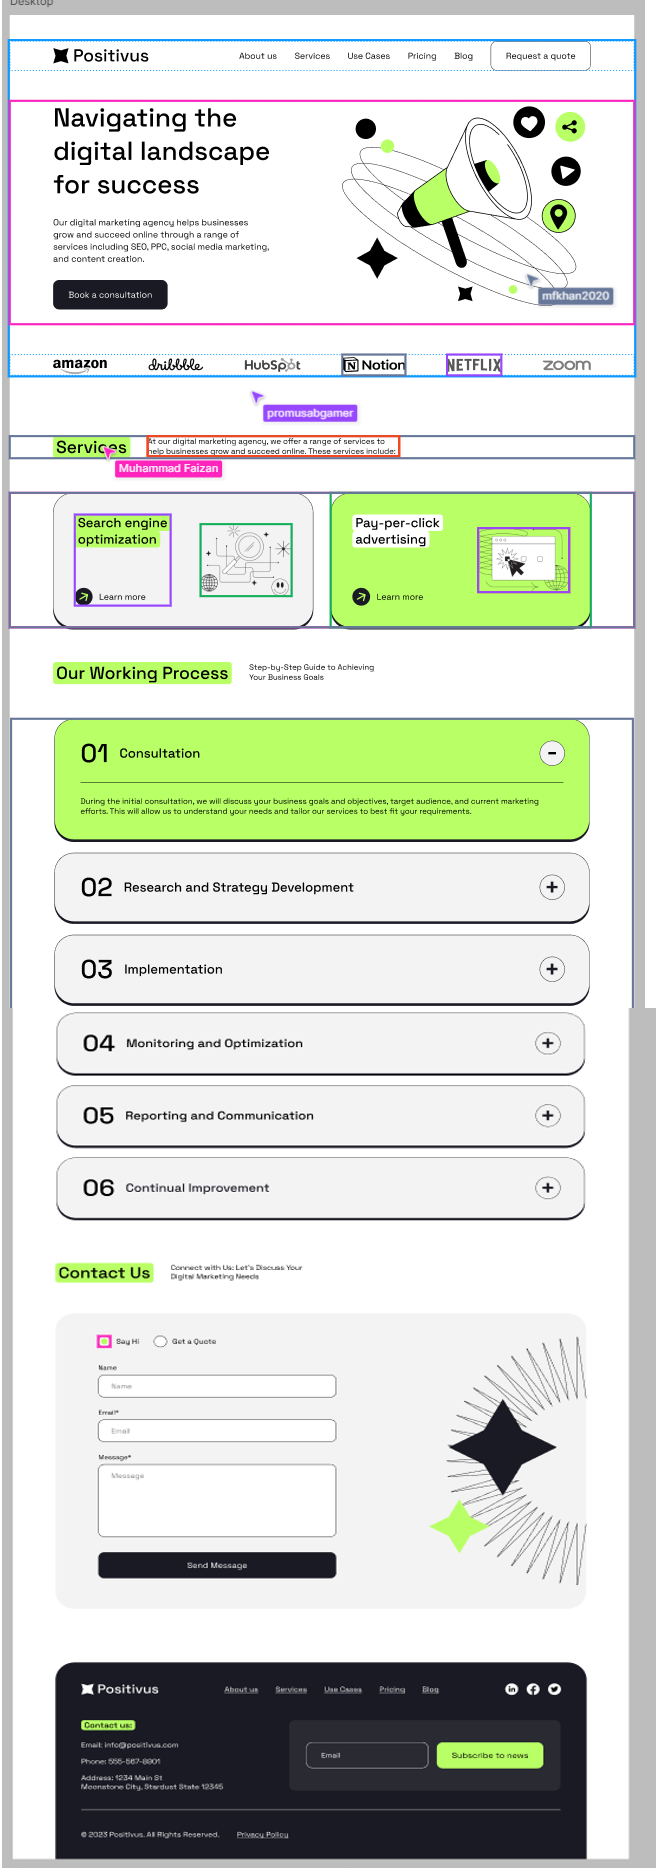 Desktop
Positivus
About us
Services
Use Cases
Pricing
Blog
Request a quote
Navigating the
digital landscape
for success
Our digital marketing agency helps businesses
grow and succeed online through a range of
services including SEO, PPC, social media marketing,
and content creation.
Book a consultation
mfkhan2020
amazon
dribbble
HubSpot
Notion
NETFLIX
zoom
promusabgamer
Services
At our digital marketing agency, we offer a range of services to
help businesses grow and succeed online. These services include:
Muhammad Faizan
Search engine
optimization
Learn more
Pay-per-click
advertising
Learn more
Our Working Process
Step-by-Step Guide to Achieving
Your Business Goals
01 Consultation
During the initial consultation, we will discuss your business goals and objectives, target audience, and current marketing
efforts. This will allow us to understand your needs and tailor our services to best fit your requirements.
02 Research and Strategy Development
03 Implementation
04 Monitoring and Optimization
05 Reporting and Communication
06 Continual Improvement
Contact Us
Connect with Us: Let's Discuss Your
Digital Marketing Needs
Say Hi
Get a Quote
Name
Name
Email*
Email
Message*
Message
Send Message
Positivus
About us
Services
Use Cases
Pricing
Blog
in
Contact us:
Email: info@positivus.com
Phone: 555-567-8901
Address: 1234 Main St
Moonstone City, Stardust State 12345
Email
Subscribe to news
© 2023 Positivus. All Rights Reserved.
Privacy Policy